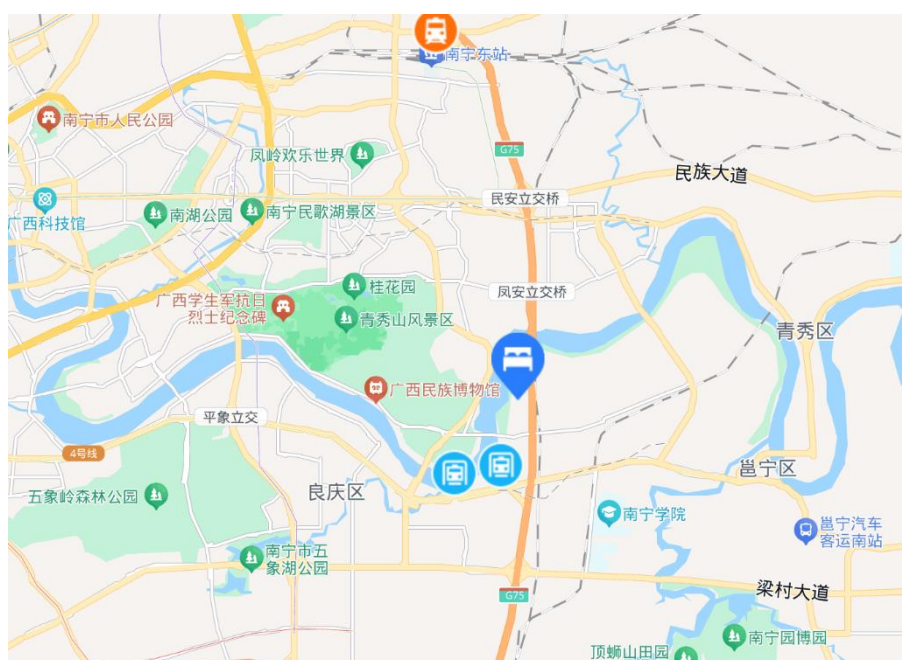 南宁东站
南宁市人民公园
凤岭欢乐世界
G75
民族大道
民安立交桥
广西科技馆
南湖公园
南宁民歌湖景区
桂花园
凤安立交桥
广西学生军抗日
烈士纪念碑
青秀山风景区
青秀区
广西民族博物馆
平象立交
4号线
邕宁区
良庆区
五象岭森林公园
南宁学院
邕宁汽车
客运南站
南宁市五
象湖公园
G75
梁村大道
南宁园博园
顶蛳山田园